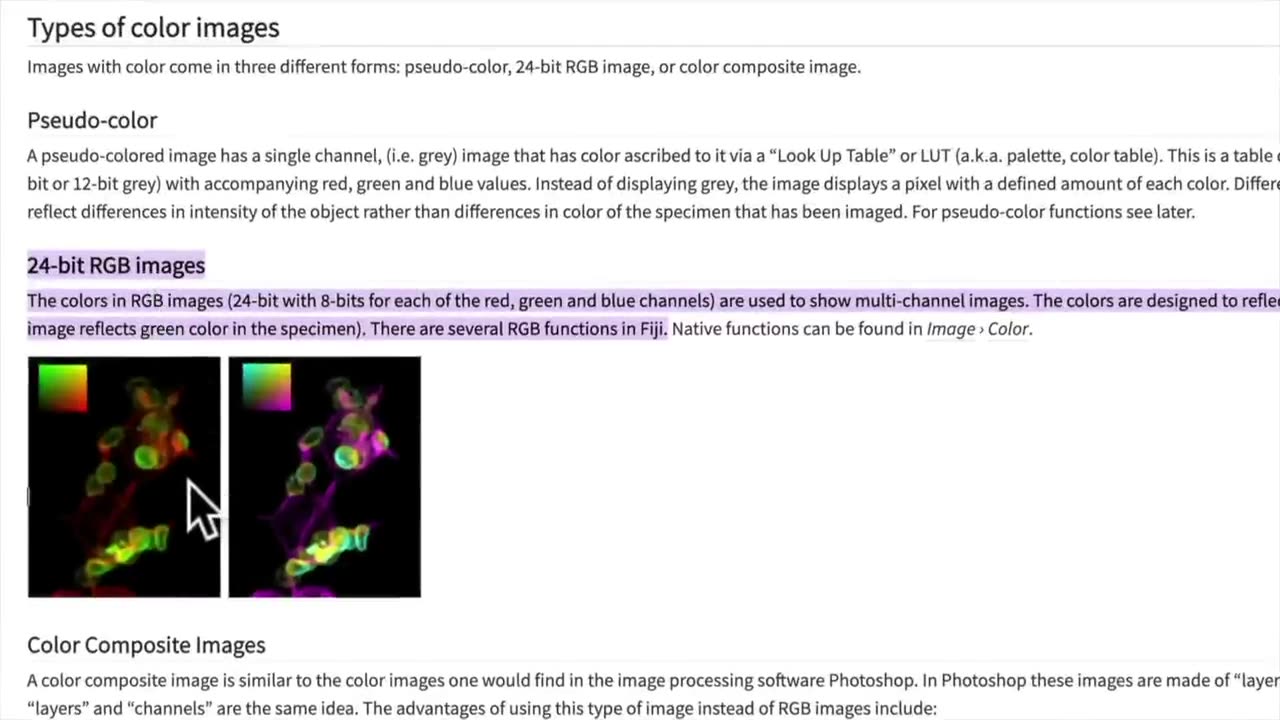 Types of color images
Images with color come in three different forms: pseudo-color, 24-bit RGB image, or color composite image.
Pseudo-color
A pseudo-colored image has a single channel, (i.e. grey) image that has color ascribed to it via a “Look Up Table” or LUT (a.k.a. palette, color table). This is a table
bit or 12-bit grey) with accompanying red, green and blue values. Instead of displaying grey, the image displays a pixel with a defined amount of each color.
reflect differences in intensity of the object rather than differences in color of the specimen that has been imaged. For pseudo-color functions see later.
24-bit RGB images
The colors in RGB images (24-bit with 8-bits for each of the red, green and blue channels) are used to show multi-channel images. The colors are designed to
image reflects green color in the specimen). There are several RGB functions in Fiji. Native functions can be found in Image › Color.
Color Composite Images
A color composite image is similar to the color images one would find in the image processing software Photoshop. In Photoshop these images are made of
“layers” and “channels” are the same idea. The advantages of using this type of image instead of RGB images include: